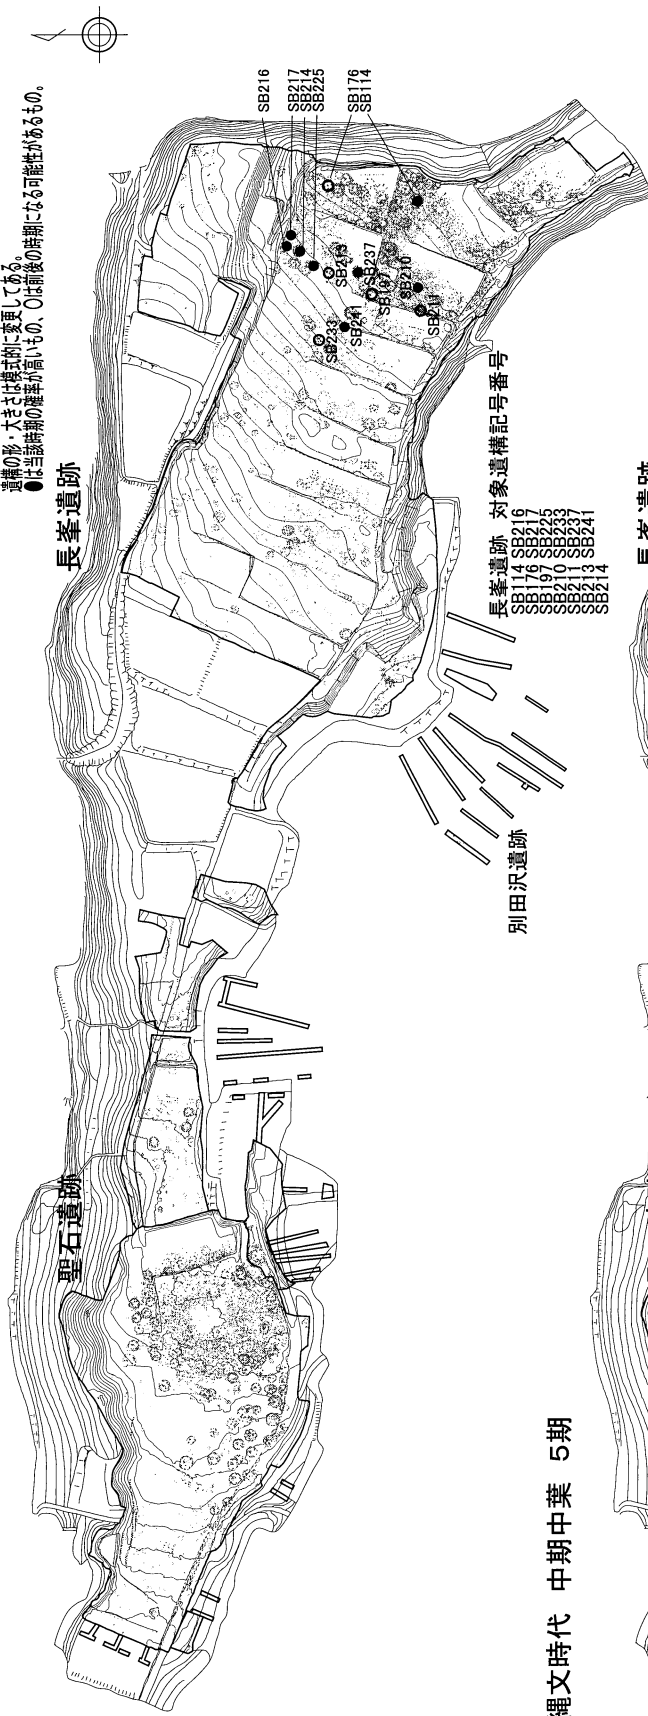 遺構の形・大きさは模式的に変更してある。
●は当該時期の確率が高いもの、○は前後の時期になる可能性があるもの。
長峯遺跡
SB216
SB217
SB214
SB225
SB176
SB114
SB213
SB237
SB197
SB210
SB211
SB241
SB233
長峯遺跡 対象遺構記号番号
SB114 SB216
SB176 SB217
SB197 SB225
SB210 SB233
SB211 SB237
SB213 SB241
SB214
別田沢遺跡
聖石遺跡
縄文時代 中期中葉 5期